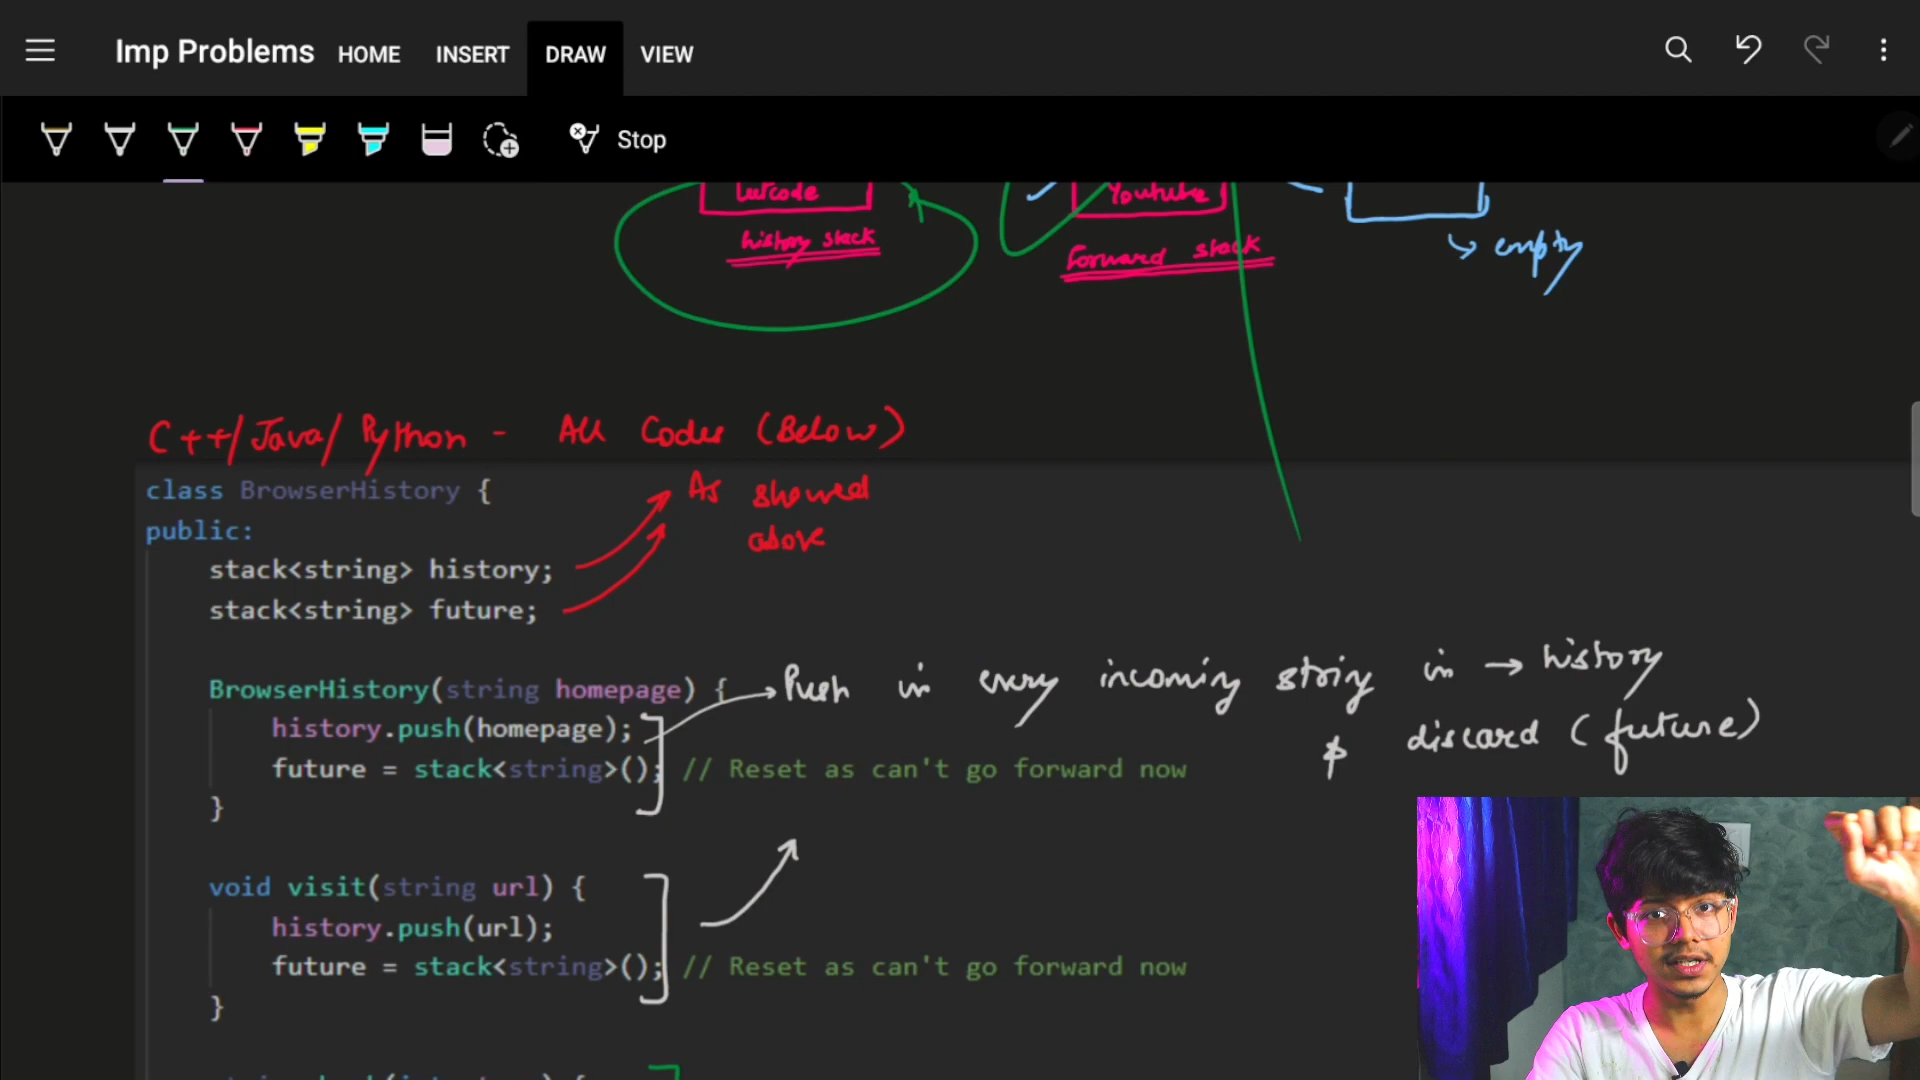 Imp Problems HOME INSERT DRAW VIEW
Stop
Leetcode Youtube
history stack
Forward stack
empty
C++/Java/Python - All Codes (Below)
class BrowserHistory {
As showed
public:
above
stack<string> history;
stack<string> future;
BrowserHistory(string homepage) {
Push in every incoming string in → history
history.push(homepage);
& discard (future)
future = stack<string>(); // Reset as can't go forward now
}
void visit(string url) {
history.push(url);
future = stack<string>(); // Reset as can't go forward now
}